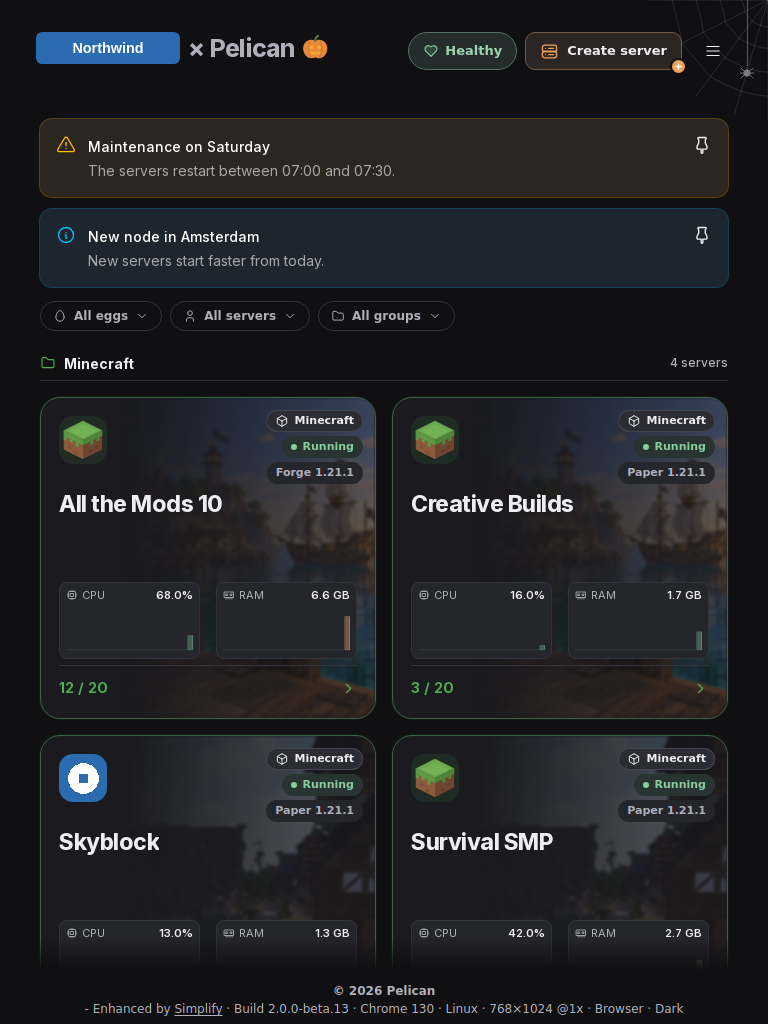 Northwind × Pelican 🎃
Healthy
Create server
Maintenance on Saturday
The servers restart between 07:00 and 07:30.
New node in Amsterdam
New servers start faster from today.
All eggs
All servers
All groups
Minecraft
4 servers
Minecraft
Running
Forge 1.21.1
All the Mods 10
CPU 68.0%
RAM 6.6 GB
12 / 20
Minecraft
Running
Paper 1.21.1
Creative Builds
CPU 16.0%
RAM 1.7 GB
3 / 20
Minecraft
Running
Paper 1.21.1
Skyblock
CPU 13.0%
RAM 1.3 GB
Minecraft
Running
Paper 1.21.1
Survival SMP
CPU 42.0%
RAM 2.7 GB
© 2026 Pelican
- Enhanced by Simplify · Build 2.0.0-beta.13 · Chrome 130 · Linux · 768×1024 @1x · Browser · Dark